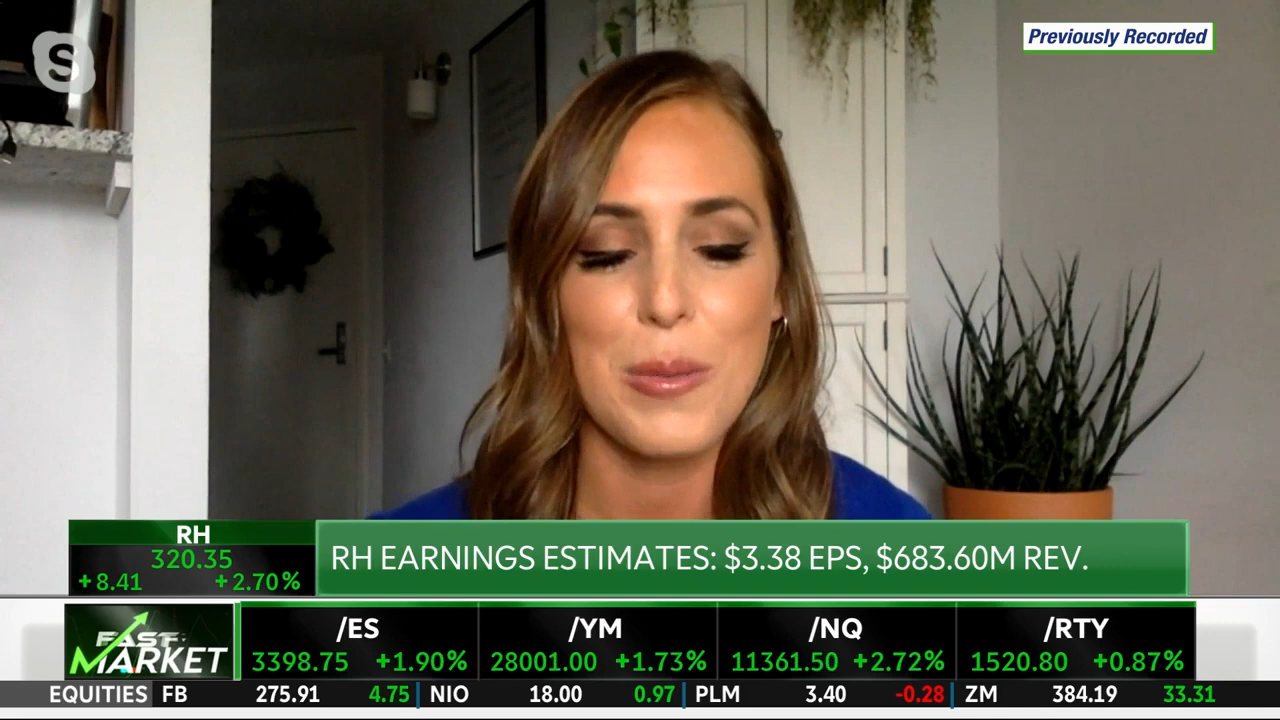 S
Previously Recorded
RH
320.35
+8.41 +2.70%
RH EARNINGS ESTIMATES: $3.38 EPS, $683.60M REV.
FAST MARKET
/ES
3398.75 +1.90%
/YM
28001.00 +1.73%
/NQ
11361.50 +2.72%
/RTY
1520.80 +0.87%
EQUITIES FB 275.91 4.75 NIO 18.00 0.97 PLM 3.40 -0.28 ZM 384.19 33.31